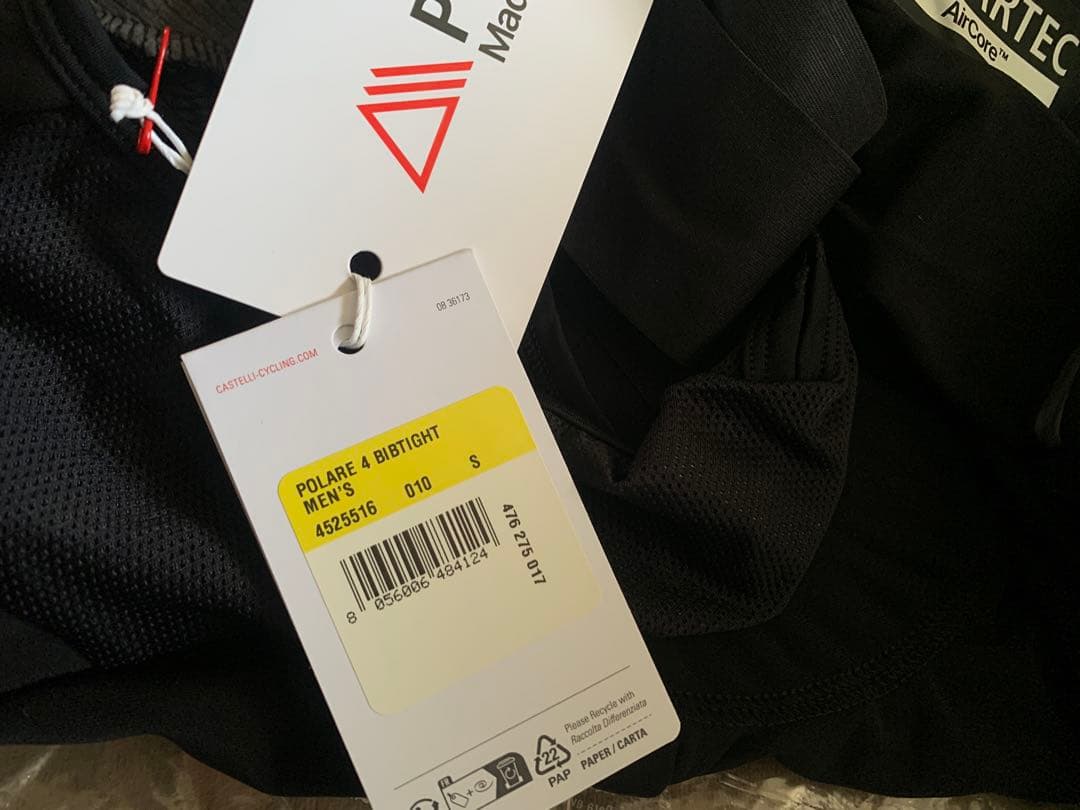 AirCore™
08 36173
CASTELLI-CYCLING.COM
POLARE 4 BIBTIGHT
MEN'S
4525516 010 S
8 056006 484124
476 275 017
Please Recycle with
Raccolta Differenziata
22
PAP
PAPER / CARTA